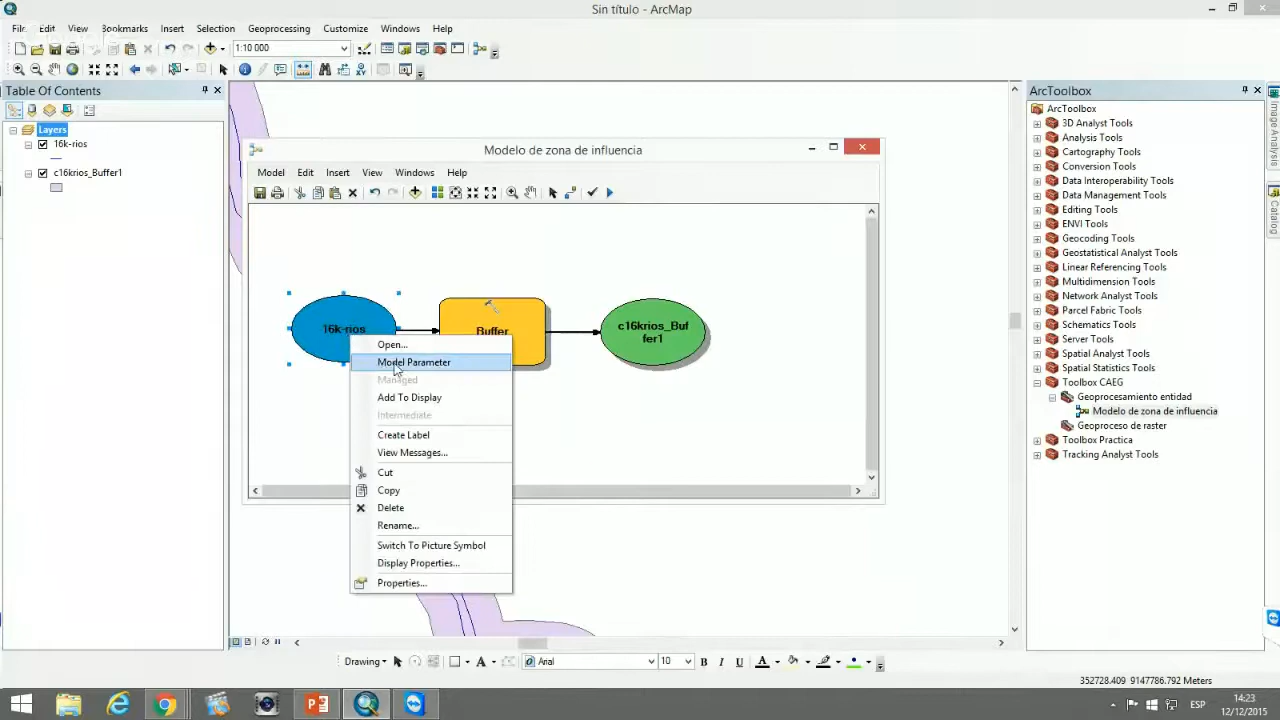 Sin título - ArcMap
File Edit View Bookmarks Insert Selection Geoprocessing Customize Windows Help
1:10 000
Table Of Contents
Layers
16k-rios
c16krios_Buffer1
Modelo de zona de influencia
Model Edit Insert View Windows Help
16k-rios
Buffer
c16krios_Buf
fer1
Open...
Model Parameter
Managed
Add To Display
Intermediate
Create Label
View Messages...
Cut
Copy
Delete
Rename...
Switch To Picture Symbol
Display Properties...
Properties...
ArcToolbox
ArcToolbox
3D Analyst Tools
Analysis Tools
Cartography Tools
Conversion Tools
Data Interoperability Tools
Data Management Tools
Editing Tools
ENVI Tools
Geocoding Tools
Geostatistical Analyst Tools
Linear Referencing Tools
Multidimension Tools
Network Analyst Tools
Parcel Fabric Tools
Schematics Tools
Server Tools
Spatial Analyst Tools
Spatial Statistics Tools
Toolbox CAEG
Geoprocesamiento entidad
Modelo de zona de influencia
Geoproceso de raster
Toolbox Practica
Tracking Analyst Tools
Image Analysis
Catalog
Drawing Arial 10 B I U A
352728.409 9147786.792 Meters
ESP
14:23
12/12/2015